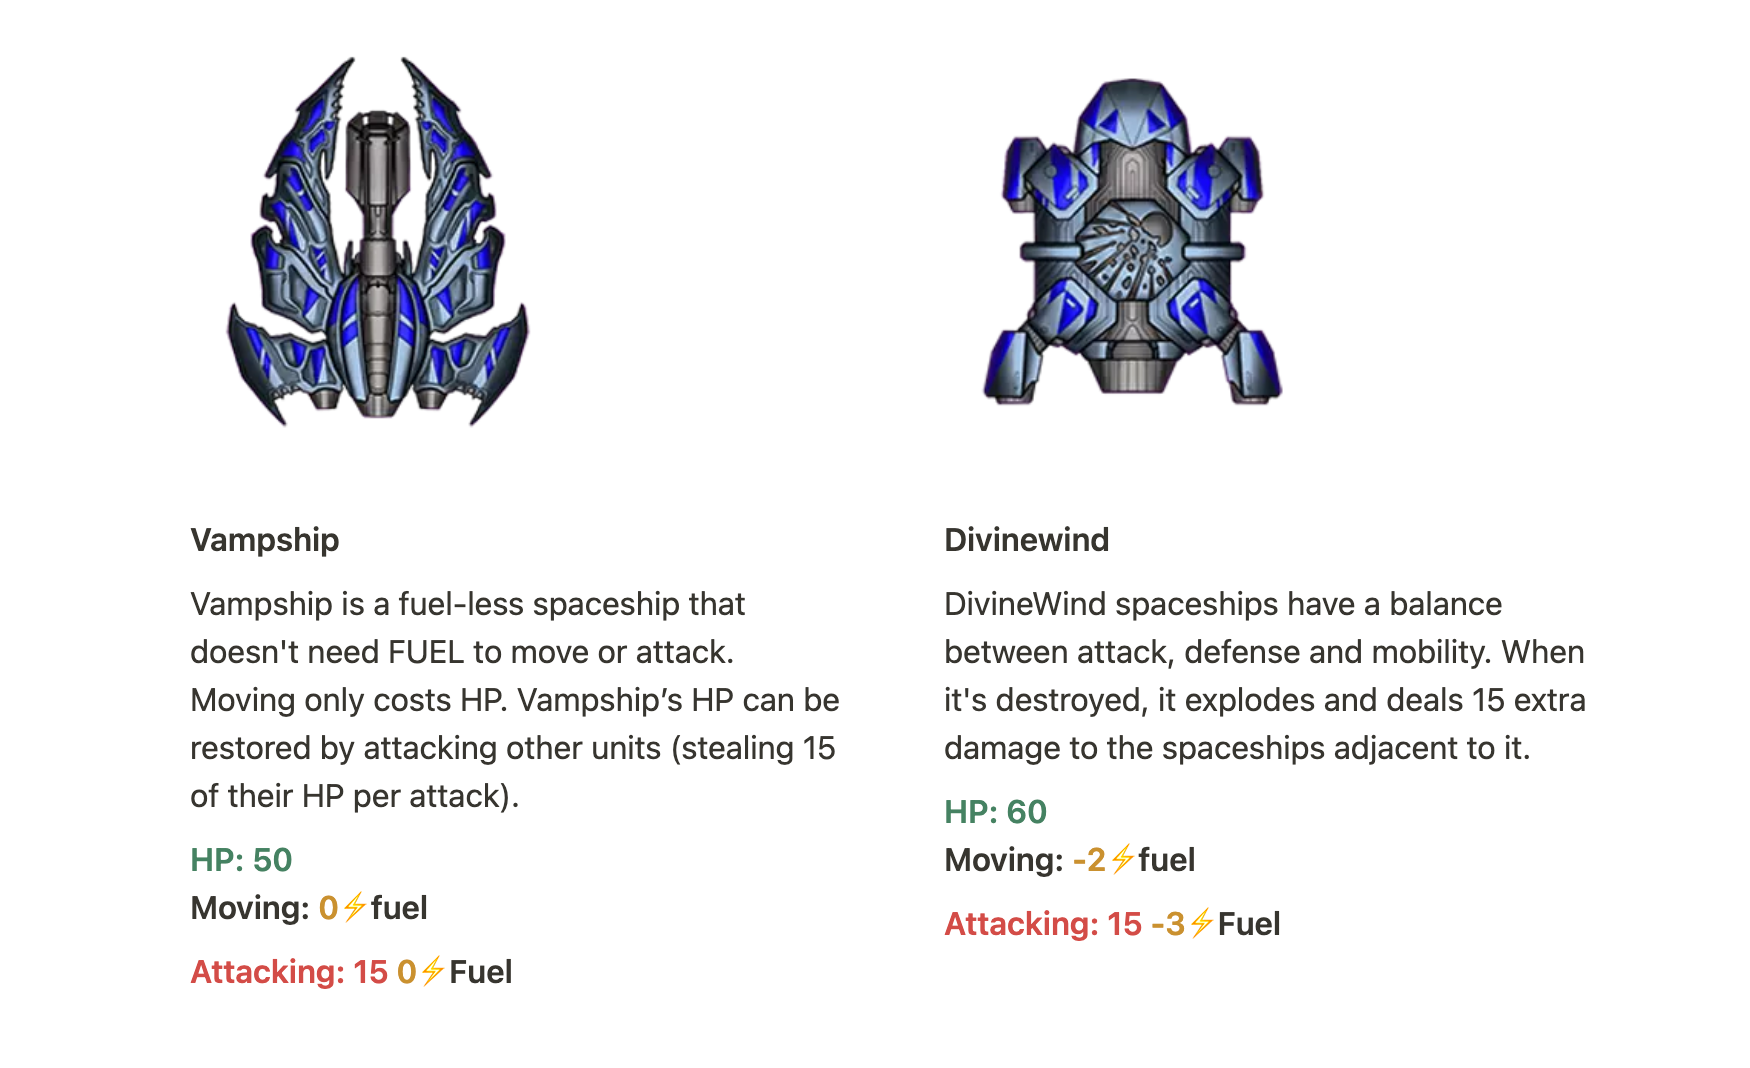 Vampship
Vampship is a fuel-less spaceship that
doesn't need FUEL to move or attack.
Moving only costs HP. Vampship’s HP can be
restored by attacking other units (stealing 15
of their HP per attack).
HP: 50
Moving: 0⚡fuel
Attacking: 15 0⚡Fuel
Divinewind
DivineWind spaceships have a balance
between attack, defense and mobility. When
it's destroyed, it explodes and deals 15 extra
damage to the spaceships adjacent to it.
HP: 60
Moving: -2⚡fuel
Attacking: 15 -3⚡Fuel